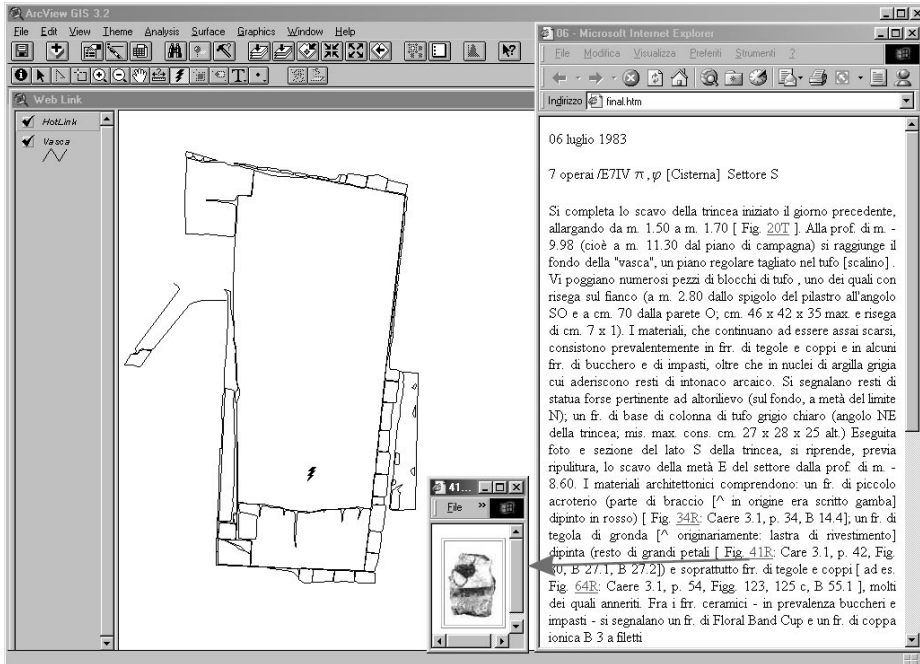 ArcView GIS 3.2
File Edit View Theme Analysis Surface Graphics Window Help
Web Link
HotLink
Vasca
41...
File »
06 - Microsoft Internet Explorer
File Modifica Visualizza Preferiti Strumenti ?
Indirizzo final.htm
06 luglio 1983
7 operai /E7IV π , φ [Cisterna] Settore S
Si completa lo scavo della trincea iniziato il giorno precedente,
allargando da m. 1.50 a m. 1.70 [ Fig. 20T ]. Alla prof. di m. -
9.98 (cioè a m. 11.30 dal piano di campagna) si raggiunge il
fondo della "vasca", un piano regolare tagliato nel tufo [scalino] .
Vi poggiano numerosi pezzi di blocchi di tufo , uno dei quali con
risega sul fianco (a m. 2.80 dallo spigolo del pilastro all'angolo
SO e a cm. 70 dalla parete O; cm. 46 x 42 x 35 max. e risega
di cm. 7 x 1). I materiali, che continuano ad essere assai scarsi,
consistono prevalentemente in frr. di tegole e coppi e in alcuni
frr. di bucchero e di impasti, oltre che in nuclei di argilla grigia
cui aderiscono resti di intonaco arcaico. Si segnalano resti di
statua forse pertinente ad altorilievo (sul fondo, a metà del limite
N); un fr. di base di colonna di tufo grigio chiaro (angolo NE
della trincea; mis. max. cons. cm. 27 x 28 x 25 alt.) Eseguita
foto e sezione del lato S della trincea, si riprende, previa
ripulitura, lo scavo della metà E del settore dalla prof. di m. -
8.60. I materiali architettonici comprendono: un fr. di piccolo
acroterio (parte di braccio [^ in origine era scritto gamba]
dipinto in rosso) [ Fig. 34R: Caere 3.1, p. 34, B 14.4]; un fr. di
tegola di gronda [^ originariamente: lastra di rivestimento]
dipinta (resto di grandi petali [ Fig. 41R: Care 3.1, p. 42, Fig.
80, B 27.1, B 27.2]) e soprattutto frr. di tegole e coppi [ ad es.
Fig. 64R: Caere 3.1, p. 54, Figg. 123, 125 c, B 55.1 ], molti
dei quali anneriti. Fra i frr. ceramici - in prevalenza buccheri e
impasti - si segnalano un fr. di Floral Band Cup e un fr. di coppa
ionica B 3 a filetti